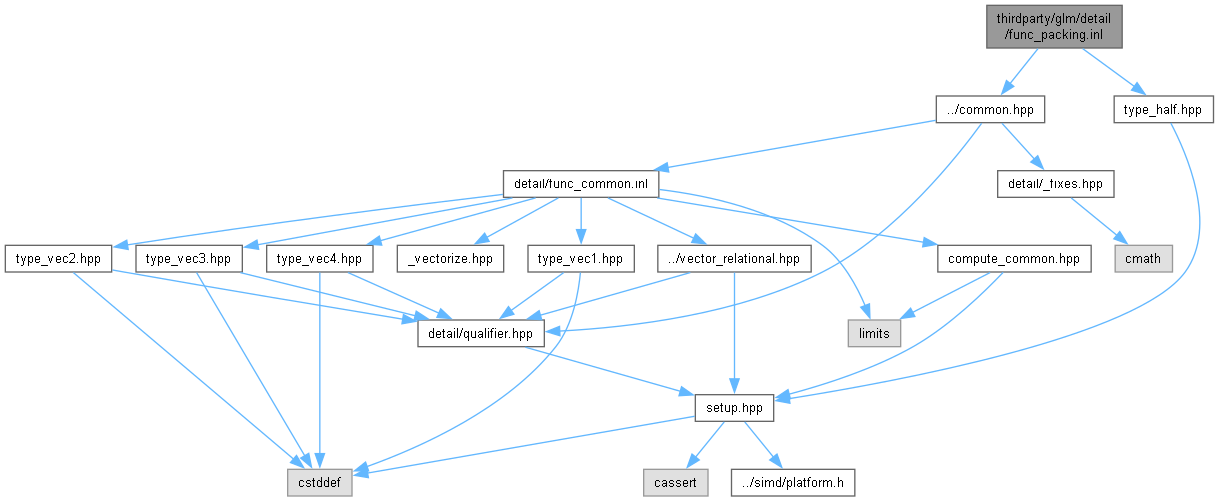 thirdparty/glm/detail
/func_packing.inl
../common.hpp
type_half.hpp
detail/func_common.inl
detail/_fixes.hpp
type_vec2.hpp
type_vec3.hpp
type_vec4.hpp
_vectorize.hpp
type_vec1.hpp
../vector_relational.hpp
compute_common.hpp
cmath
detail/qualifier.hpp
limits
setup.hpp
cstddef
cassert
../simd/platform.h